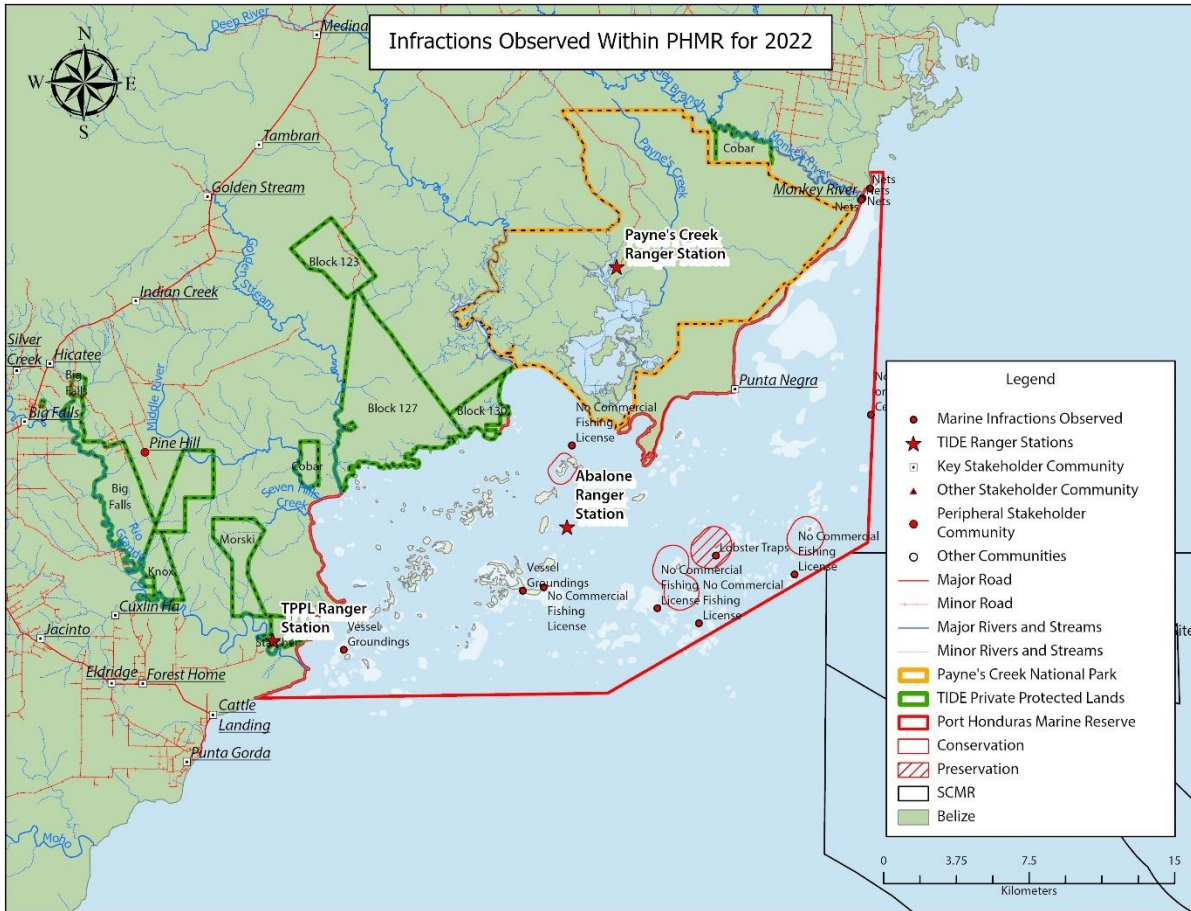 Infractions Observed Within PHMR for 2022
N
W
E
S
Deep River
Medina
Tambran
Golden Stream
Golden Stream
Indian Creek
Silver
Creek
Hicatee
Big
Falls
Big Falls
Middle River
Pine Hill
Big
Falls
Rio Grande
Knox
Morski
Cobar
Seven Hills
Creek
Block 123
Block 127
Block 130
Payne's Creek
Branch
Monkey River
Cobar
Monkey River
Nets
Nets
Nets
Nets
Payne's Creek
Ranger Station
Punta Negra
No Commercial
Fishing
License
Abalone
Ranger
Station
Lobster Traps
No Commercial
Fishing
License
No Commercial
Fishing
License
No Commercial
Fishing
License
Vessel
Groundings
No Commercial
Fishing
License
TPPL Ranger
Station
Vessel
Groundings
Cuxlin Ha
Jacinto
Eldridge
Forest Home
Cattle
Landing
Punta Gorda
Moho
Legend
Marine Infractions Observed
TIDE Ranger Stations
Key Stakeholder Community
Other Stakeholder Community
Peripheral Stakeholder
Community
Other Communities
Major Road
Minor Road
Major Rivers and Streams
Minor Rivers and Streams
Payne's Creek National Park
TIDE Private Protected Lands
Port Honduras Marine Reserve
Conservation
Preservation
SCMR
Belize
0
3.75
7.5
15
Kilometers